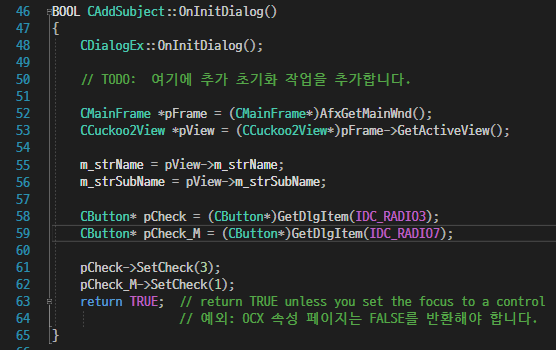 46 BOOL CAddSubject::OnInitDialog()
47 {
48 CDialogEx::OnInitDialog();
49
50 // TODO:  여기에 추가 초기화 작업을 추가합니다.
51
52 CMainFrame *pFrame = (CMainFrame*)AfxGetMainWnd();
53 CCuckoo2View *pView = (CCuckoo2View*)pFrame->GetActiveView();
54
55 m_strName = pView->m_strName;
56 m_strSubName = pView->m_strSubName;
57
58 CButton* pCheck = (CButton*)GetDlgItem(IDC_RADIO3);
59 CButton* pCheck_M = (CButton*)GetDlgItem(IDC_RADIO7);
60
61 pCheck->SetCheck(3);
62 pCheck_M->SetCheck(1);
63 return TRUE;  // return TRUE unless you set the focus to a control
64 // 예외: OCX 속성 페이지는 FALSE를 반환해야 합니다.
65 }